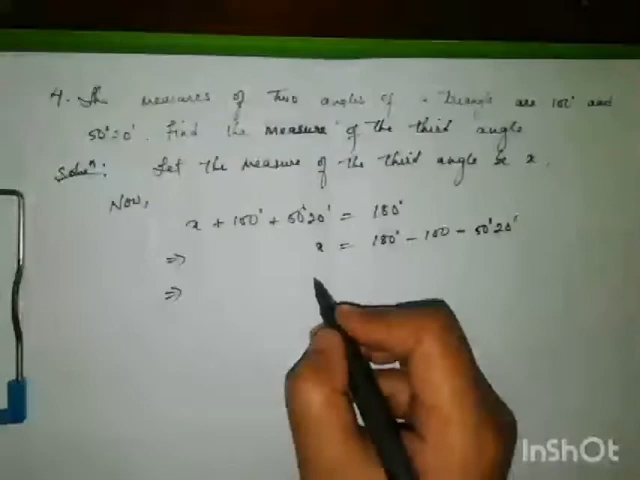 4. The measures of two angles of a triangle are 100° and
50°20'. Find the measure of the third angle
Solnⁿ: Let the measure of the third angle be x.
Now,
x + 100° + 50°20' = 180°
⇒ x = 180° - 100 - 50°20'
⇒
InShOt